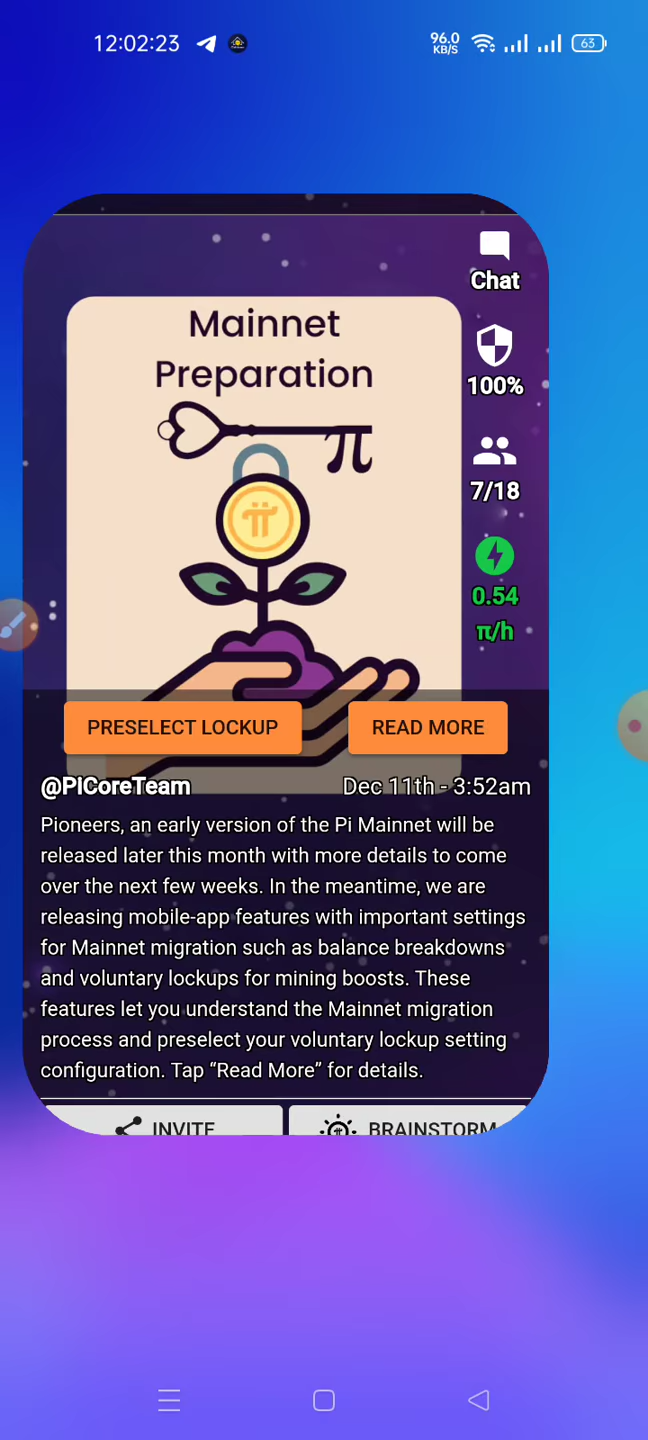 12:02:23
96.0
KB/S
63
Chat
Mainnet
Preparation
100%
π
7/18
0.54
π/h
PRESELECT LOCKUP
READ MORE
@PiCoreTeam
Dec 11th - 3:52am
Pioneers, an early version of the Pi Mainnet will be
released later this month with more details to come
over the next few weeks. In the meantime, we are
releasing mobile-app features with important settings
for Mainnet migration such as balance breakdowns
and voluntary lockups for mining boosts. These
features let you understand the Mainnet migration
process and preselect your voluntary lockup setting
configuration. Tap “Read More” for details.
INVITE
BRAINSTORM